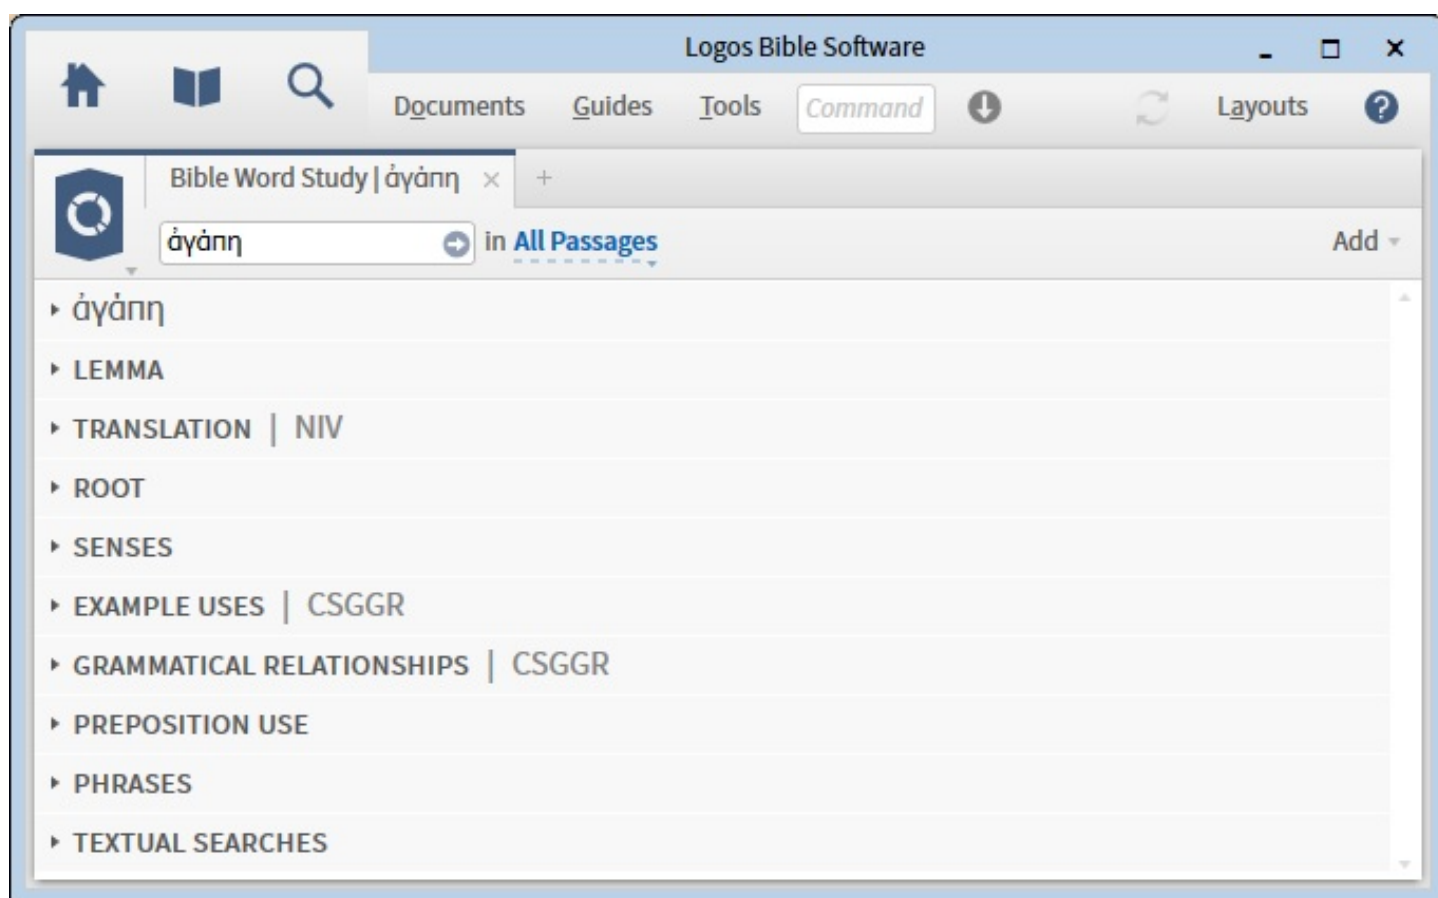 Logos Bible Software
Documents Guides Tools Command Layouts
Bible Word Study | ἀγάπη
ἀγάπη in All Passages Add
ἀγάπη
LEMMA
TRANSLATION | NIV
ROOT
SENSES
EXAMPLE USES | CSGGR
GRAMMATICAL RELATIONSHIPS | CSGGR
PREPOSITION USE
PHRASES
TEXTUAL SEARCHES